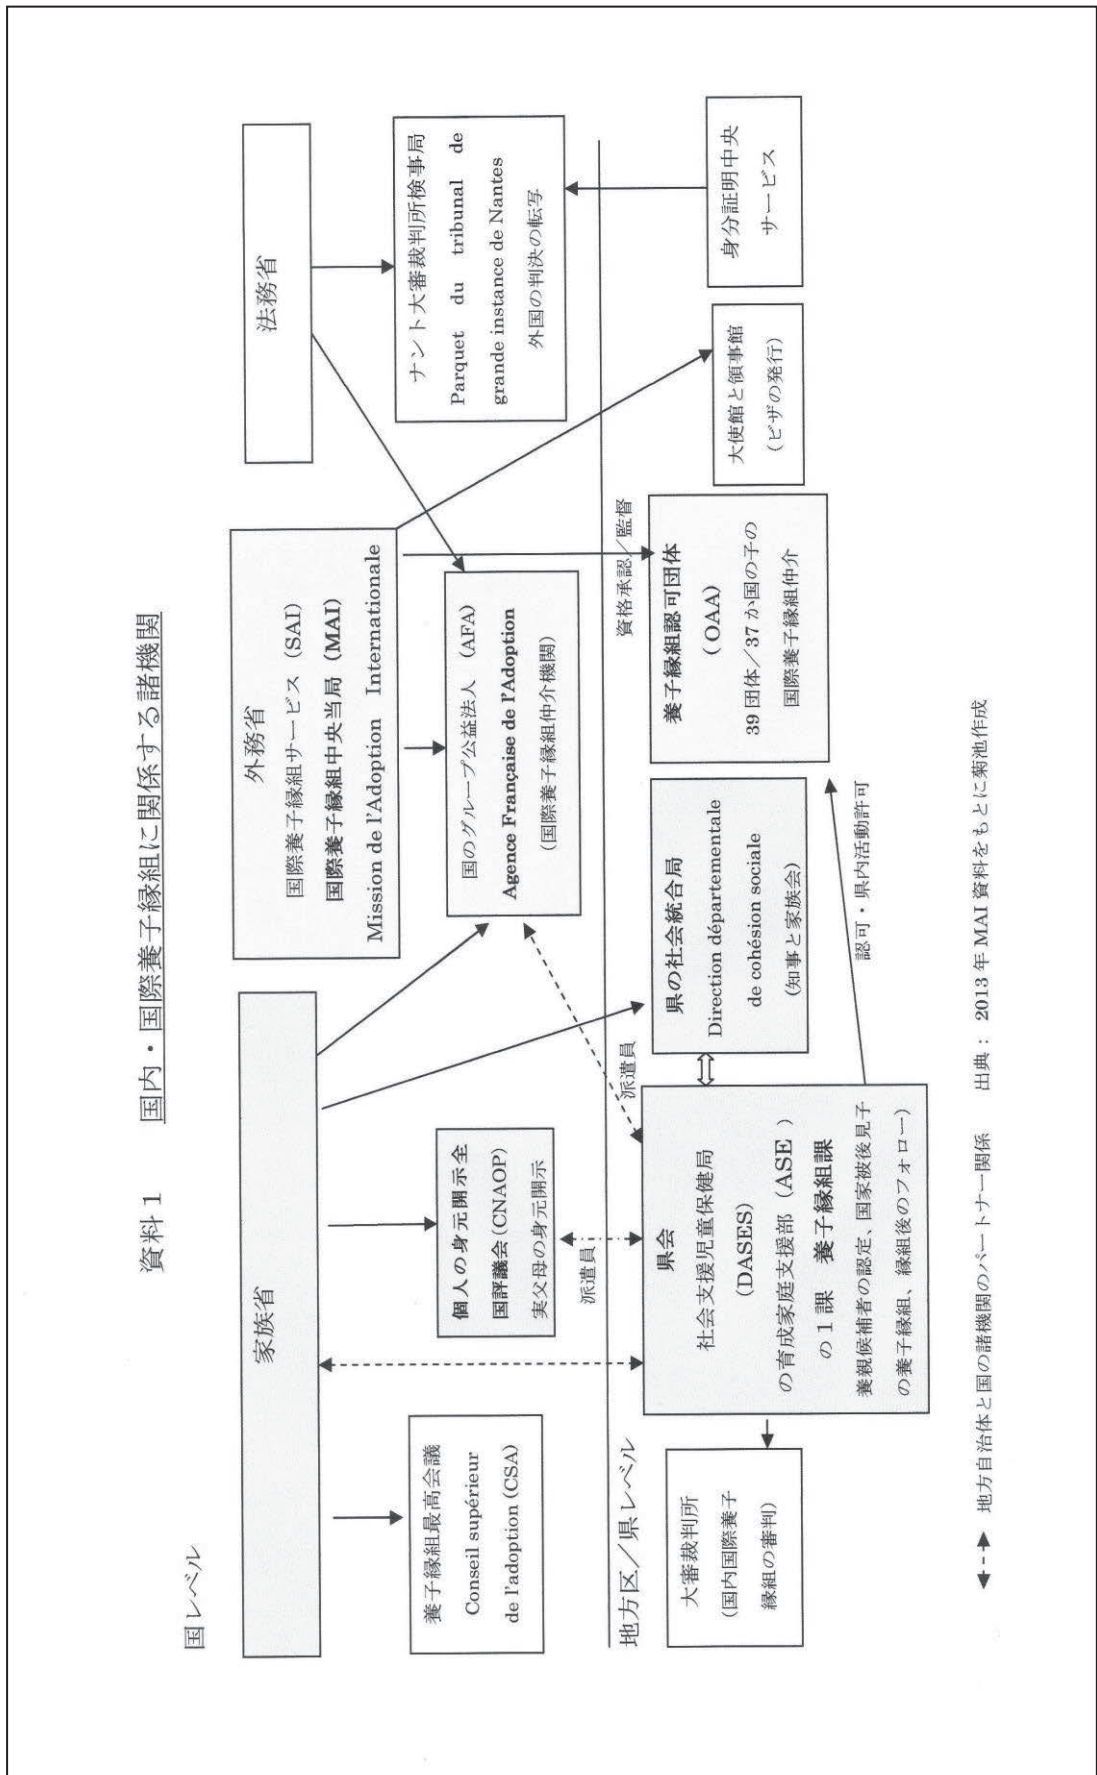 資料1　国内・国際養子縁組に関係する諸機関
国レベル
家族省
外務省
国際養子縁組サービス（SAI）
国際養子縁組中央当局（MAI）
Mission de l'Adoption Internationale
法務省
養子縁組最高会議
Conseil supérieur
de l'adoption (CSA)
個人の身元開示全
国評議会(CNAOP)
実父母の身元開示
国のグループ公益法人（AFA）
Agence Française de l'Adoption
（国際養子縁組仲介機関）
ナント大審裁判所検事局
Parquet du tribunal de
grande instance de Nantes
外国の判決の転写
派遣員
派遣員
資格承認/監督
地方区／県レベル
大審裁判所
（国内国際養子
縁組の審判）
県会
社会支援児童保健局
(DASES)
の育成家庭支援部（ASE）
の1課　養子縁組課
養親候補者の認定、国家被後見子
の養子縁組、縁組後のフォロー）
県の社会統合局
Direction départementale
de cohésion sociale
（知事と家族会）
養子縁組認可団体
（OAA）
39団体／37か国の子の
国際養子縁組仲介
大使館と領事館
（ビザの発行）
身分証明中央
サービス
認可・県内活動許可
地方自治体と国の諸機関のパートナー関係　出典：2013年MAI資料をもとに菊池作成